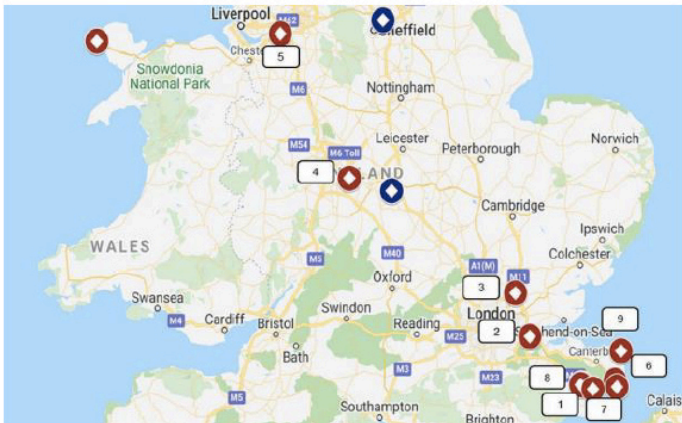 Liverpool
M62
Sheffield
Cheste
5
Snowdonia
National Park
M6
Nottingham
M54
Leicester
Norwich
M6 Toll
Peterborough
4
LAND
Cambridge
WALES
Ipswich
M5
M40
A1(M)
M11
Colchester
Oxford
3
Swansea
London
9
M4
Cardiff
Swindon
2
hend-on-Sea
Bristol
Reading
M25
Canterb
6
Bath
M3
M23
8
M5
1
7
Southampton
Brighton
Calais